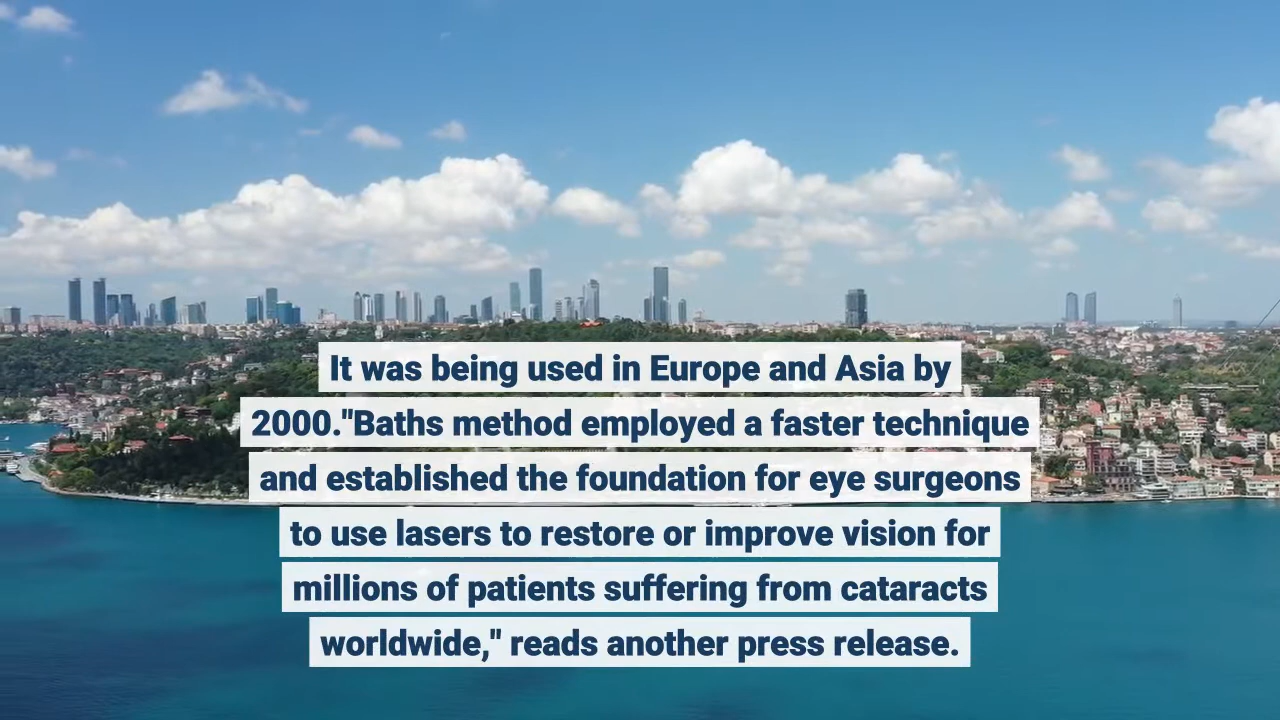 It was being used in Europe and Asia by
2000."Baths method employed a faster technique
and established the foundation for eye surgeons
to use lasers to restore or improve vision for
millions of patients suffering from cataracts
worldwide," reads another press release.